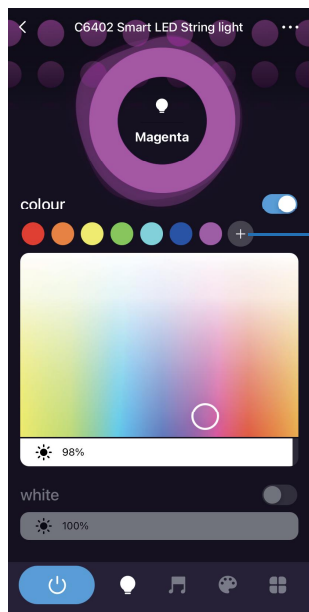 C6402 Smart LED String light
Magenta
colour
98%
white
100%